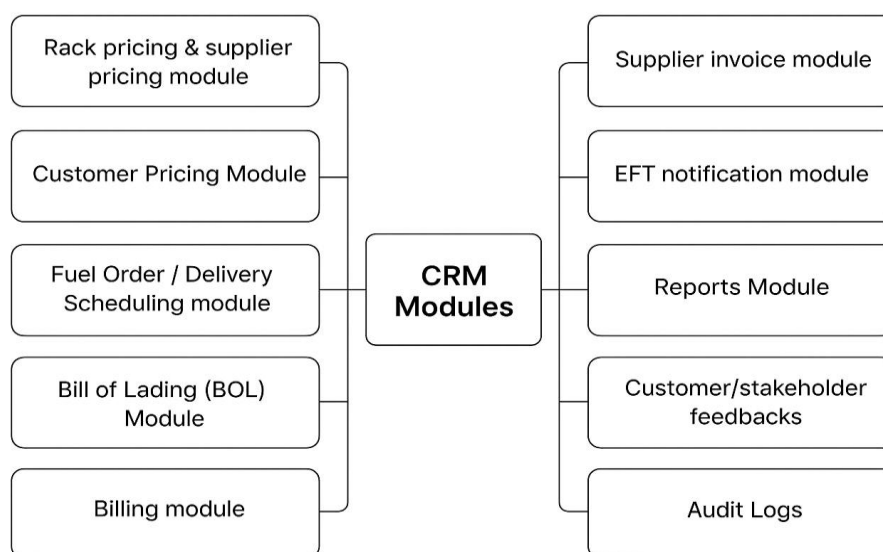 Rack pricing & supplier
pricing module
Customer Pricing Module
Fuel Order / Delivery
Scheduling module
Bill of Lading (BOL)
Module
Billing module
CRM
Modules
Supplier invoice module
EFT notification module
Reports Module
Customer/stakeholder
feedbacks
Audit Logs